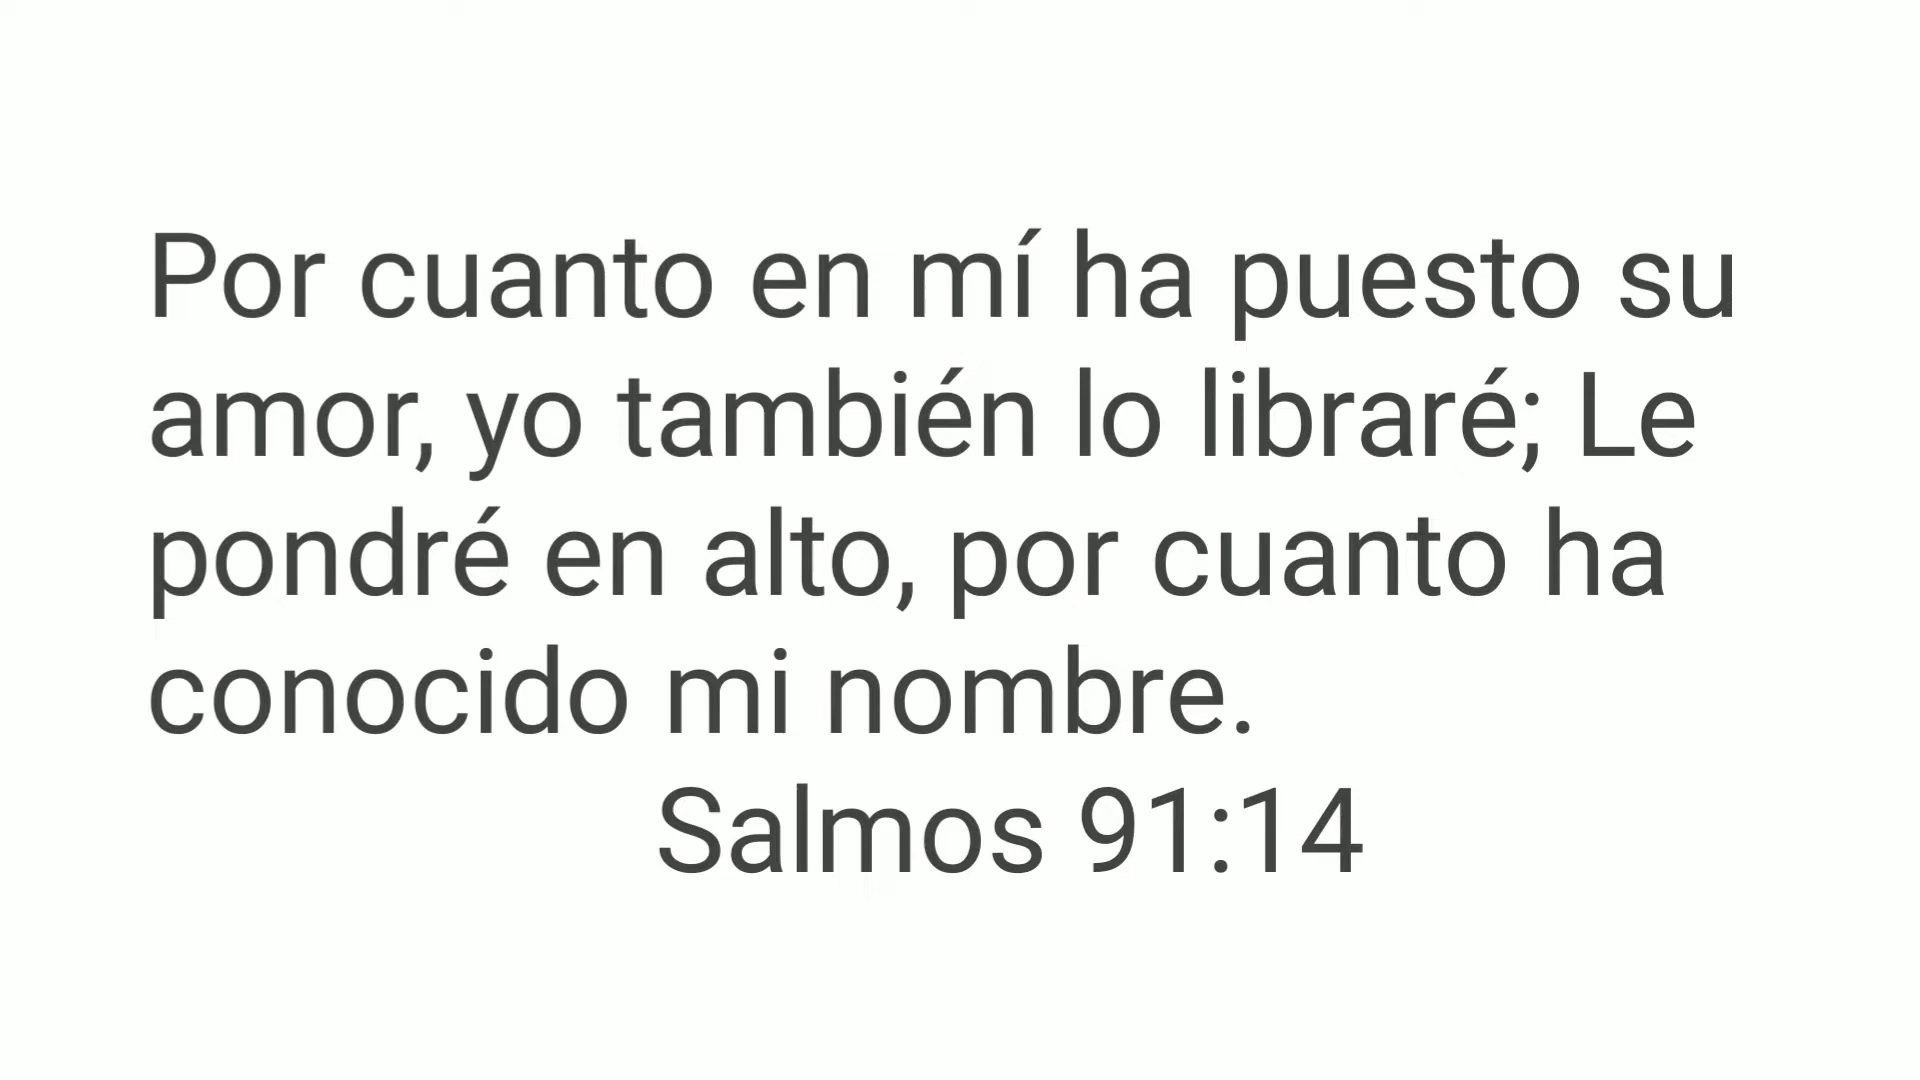 Por cuanto en mí ha puesto su
amor, yo también lo libraré; Le
pondré en alto, por cuanto ha
conocido mi nombre.
Salmos 91:14